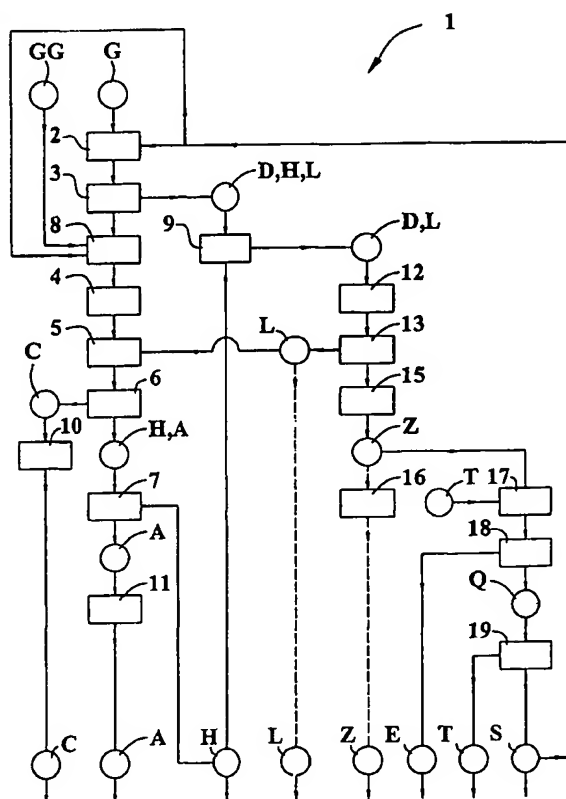 1
GG G
2
3 D,H,L
8 9 D,L
4 12
5 L 13
C 6 15
10 H,A Z
7 16 T 17
A 18
11 Q
19
C A H L Z E T S